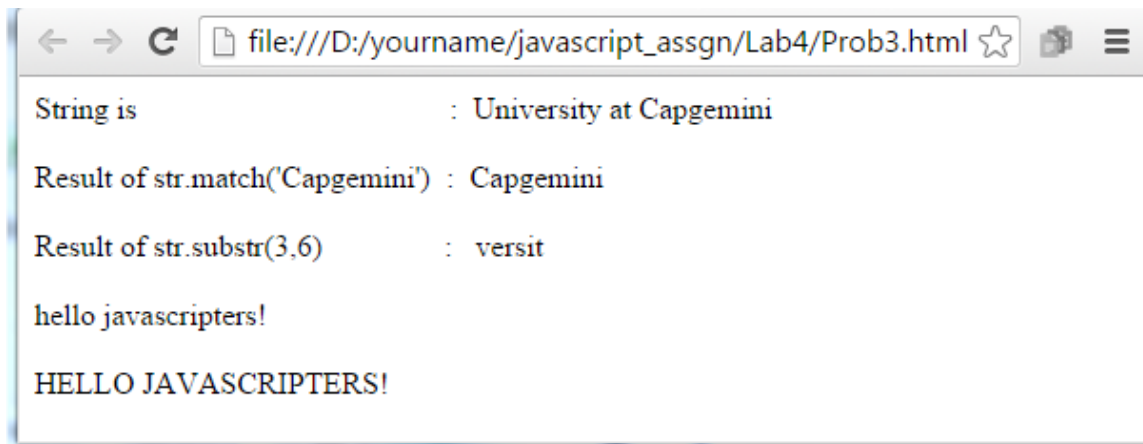 file:///D:/yourname/javascript_assgn/Lab4/Prob3.html
String is : University at Capgemini
Result of str.match('Capgemini') : Capgemini
Result of str.substr(3,6) : versit
hello javascripters!
HELLO JAVASCRIPTERS!